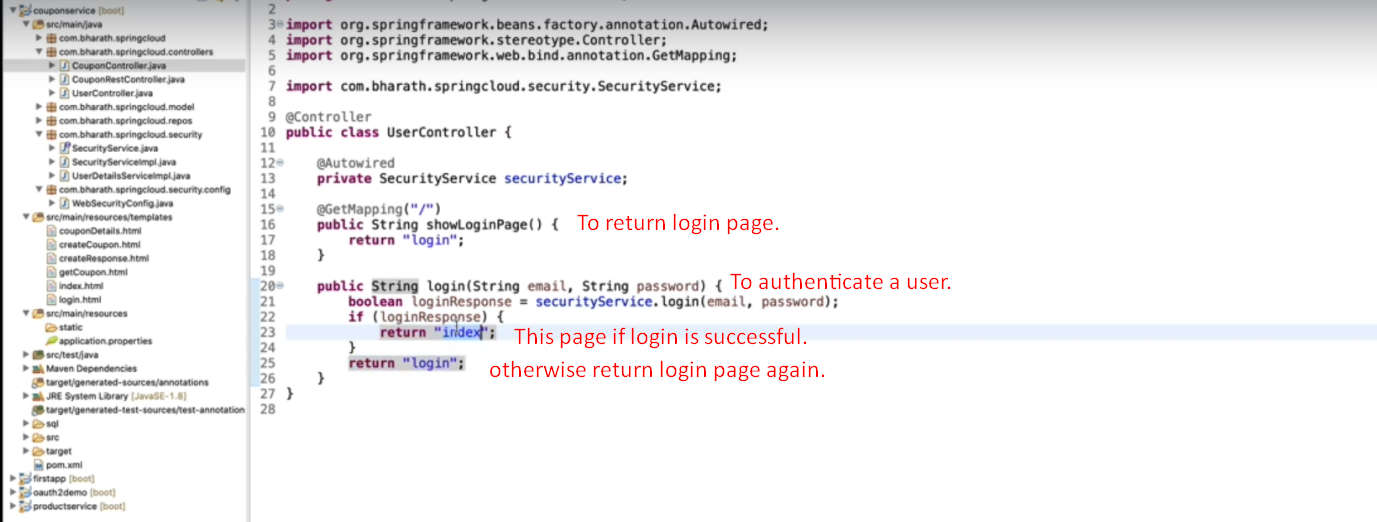 couponservice [boot]
src/main/java
com.bharath.springcloud
com.bharath.springcloud.controllers
CouponController.java
CouponRestController.java
UserController.java
com.bharath.springcloud.model
com.bharath.springcloud.repos
com.bharath.springcloud.security
SecurityService.java
SecurityServiceImpl.java
UserDetailsServiceImpl.java
com.bharath.springcloud.security.config
WebSecurityConfig.java
src/main/resources/templates
couponDetails.html
createCoupon.html
createResponse.html
getCoupon.html
index.html
login.html
src/main/resources
static
application.properties
src/test/java
Maven Dependencies
target/generated-sources/annotations
JRE System Library [JavaSE-1.8]
target/generated-test-sources/test-annotation
sql
src
target
pom.xml
firstapp [boot]
oauth2demo [boot]
productservice [boot]
2
3 import org.springframework.beans.factory.annotation.Autowired;
4 import org.springframework.stereotype.Controller;
5 import org.springframework.web.bind.annotation.GetMapping;
6
7 import com.bharath.springcloud.security.SecurityService;
8
9 @Controller
10 public class UserController {
11
12 @Autowired
13 private SecurityService securityService;
14
15 @GetMapping("/")
16 public String showLoginPage() { To return login page.
17 return "login";
18 }
19
20 public String login(String email, String password) { To authenticate a user.
21 boolean loginResponse = securityService.login(email, password);
22 if (loginResponse) {
23 return "index"; This page if login is successful.
24 }
25 return "login"; otherwise return login page again.
26 }
27 }
28